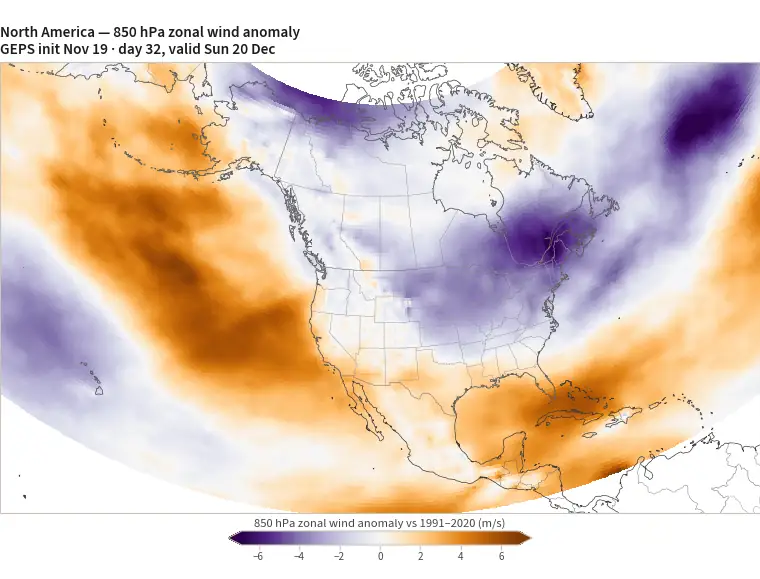 North America — 850 hPa zonal wind anomaly
GEPS init Nov 19 · day 32, valid Sun 20 Dec
850 hPa zonal wind anomaly vs 1991–2020 (m/s)
−6 −4 −2 0 2 4 6